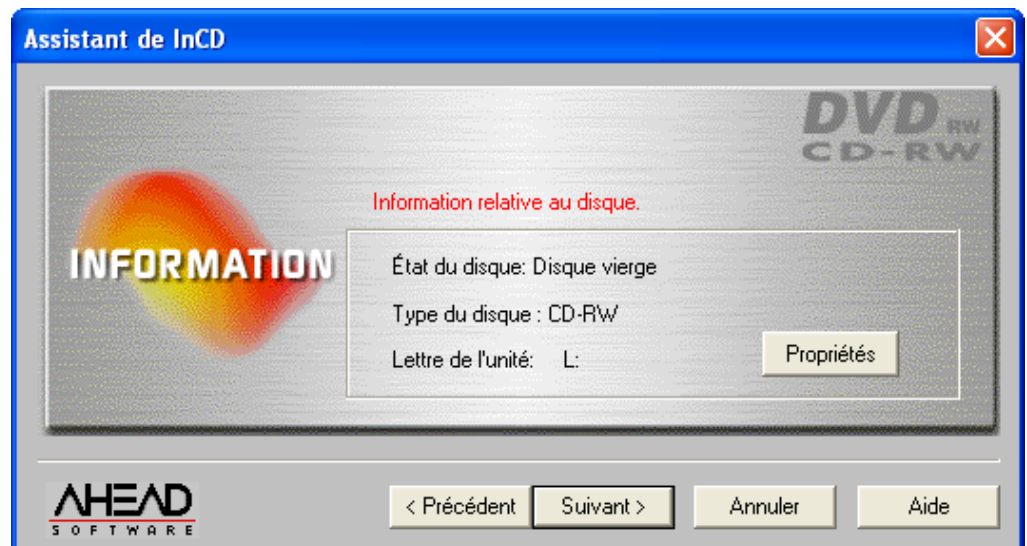 Assistant de InCD
DVD RW
CD-RW
Information relative au disque.
INFORMATION
État du disque: Disque vierge
Type du disque : CD-RW
Lettre de l'unité: L:
Propriétés
AHEAD
SOFTWARE
< Précédent
Suivant >
Annuler
Aide